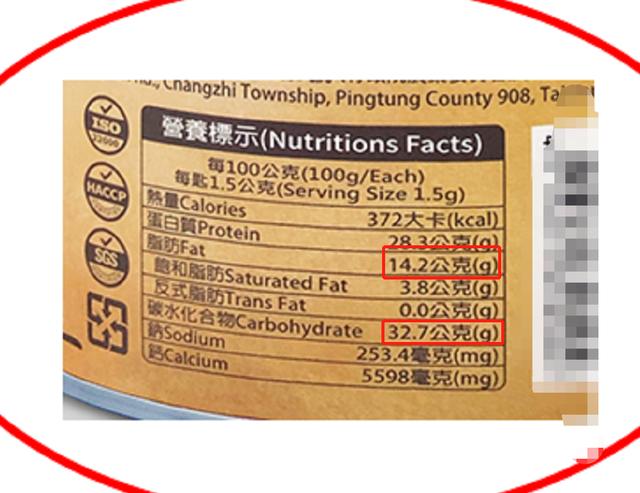 Changzhi Township, Pingtung County 908,
ISO
22000
HACCP
SGS
營養標示(Nutritions Facts)
每100公克(100g/Each)
每匙1.5公克(Serving Size 1.5g)
熱量Calories 372大卡(kcal)
蛋白質Protein 28.3公克(g)
脂肪Fat 14.2公克(g)
飽和脂肪Saturated Fat 3.8公克(g)
反式脂肪Trans Fat 0.0公克(g)
碳水化合物Carbohydrate 32.7公克(g)
鈉Sodium 253.4毫克(mg)
鈣Calcium 5598毫克(mg)